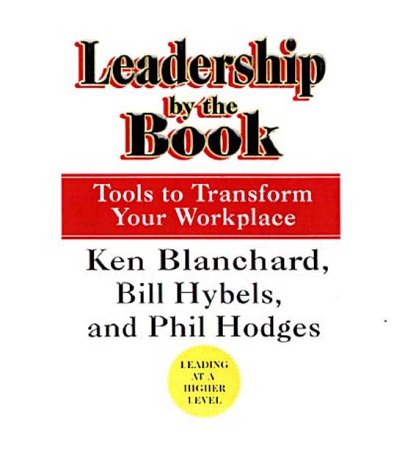 Leadership
by the
Book
Tools to Transform
Your Workplace
Ken Blanchard,
Bill Hybels,
and Phil Hodges
LEADING
AT A
HIGHER
LEVEL